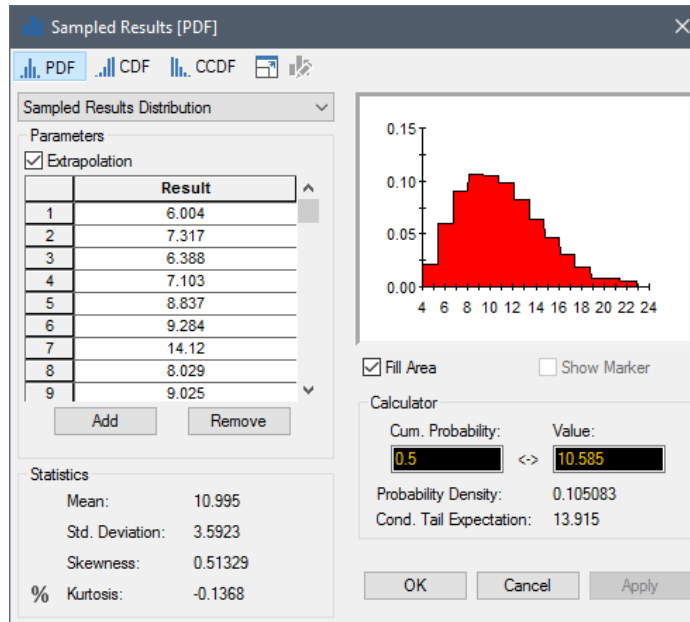 Sampled Results [PDF]
PDF CDF CCDF
Sampled Results Distribution
Parameters
Extrapolation
Result
1 6.004
2 7.317
3 6.388
4 7.103
5 8.837
6 9.284
7 14.12
8 8.029
9 9.025
Add Remove
Statistics
Mean: 10.995
Std. Deviation: 3.5923
Skewness: 0.51329
% Kurtosis: -0.1368
0.15
0.10
0.05
0.00
4 6 8 10 12 14 16 18 20 22 24
Fill Area Show Marker
Calculator
Cum. Probability: Value:
0.5 <-> 10.585
Probability Density: 0.105083
Cond. Tail Expectation: 13.915
OK Cancel Apply